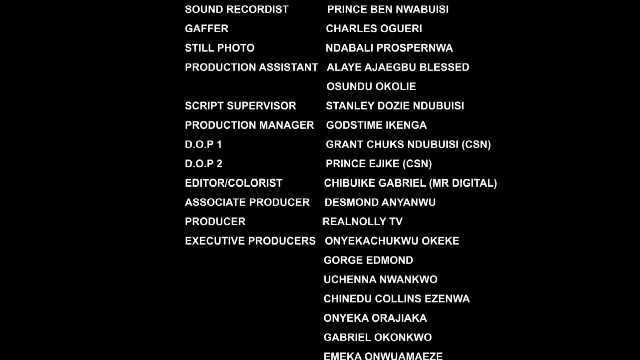 SOUND RECORDIST PRINCE BEN NWABUISI
GAFFER CHARLES OGUERI
STILL PHOTO NDABALI PROSPERNWA
PRODUCTION ASSISTANT ALAYE AJAEGBU BLESSED
OSUNDU OKOLIE
SCRIPT SUPERVISOR STANLEY DOZIE NDUBUISI
PRODUCTION MANAGER GODSTIME IKENGA
D.O.P 1 GRANT CHUKS NDUBUISI (CSN)
D.O.P 2 PRINCE EJIKE (CSN)
EDITOR/COLORIST CHIBUIKE GABRIEL (MR DIGITAL)
ASSOCIATE PRODUCER DESMOND ANYANWU
PRODUCER REALNOLLY TV
EXECUTIVE PRODUCERS ONYEKACHUKWU OKEKE
GORGE EDMOND
UCHENNA NWANKWO
CHINEDU COLLINS EZENWA
ONYEKA ORAJIAKA
GABRIEL OKONKWO
EMEKA ONWUAMAEZE